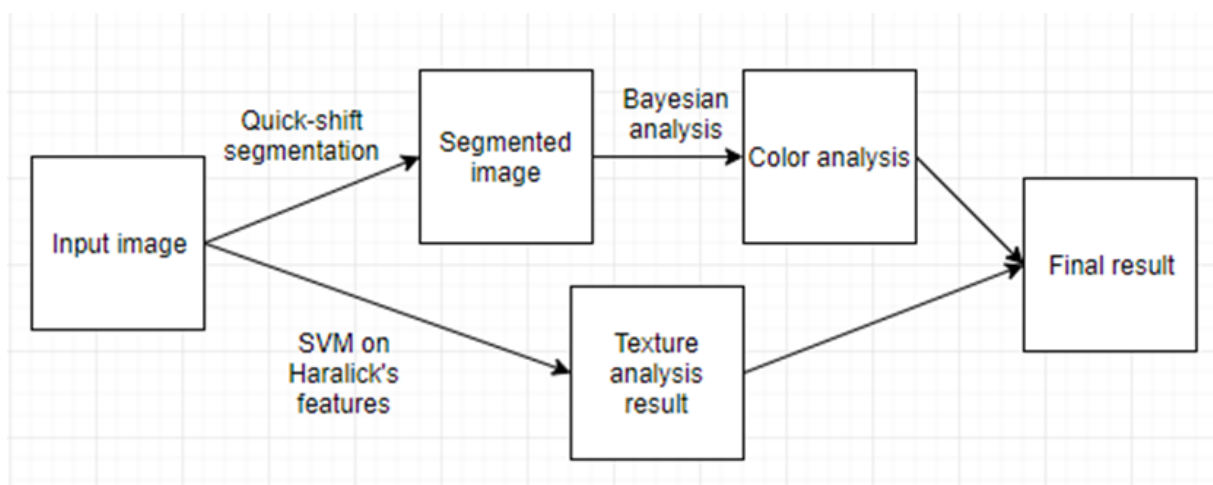 Input image
Quick-shift
segmentation
Segmented
image
Bayesian
analysis
Color analysis
SVM on
Haralick's
features
Texture
analysis
result
Final result